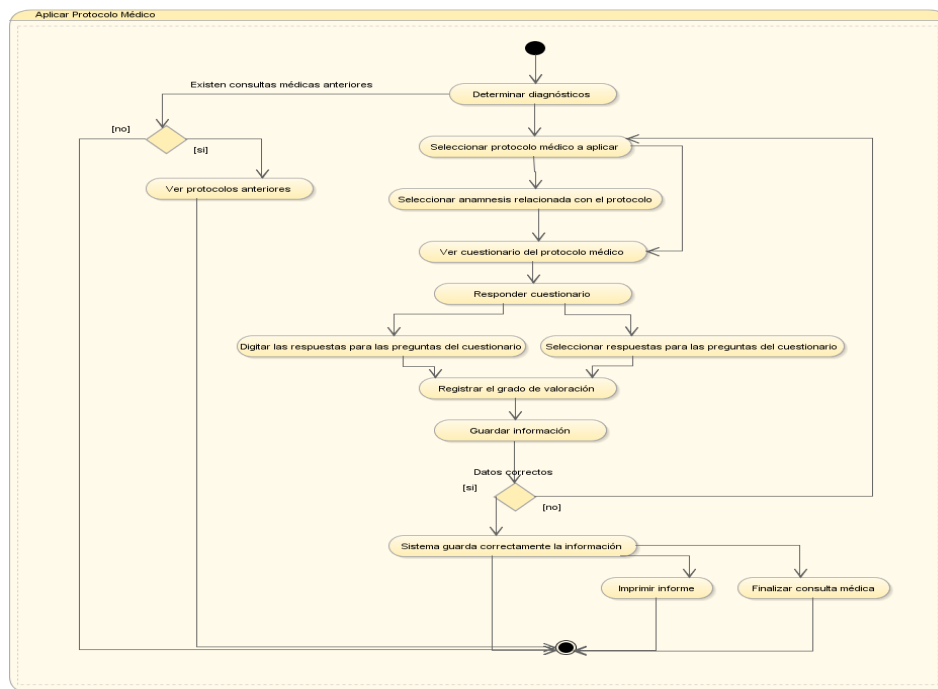 Aplicar Protocolo Médico
Existen consultas médicas anteriores
Determinar diagnósticos
[no]
[si]
Seleccionar protocolo médico a aplicar
Ver protocolos anteriores
Seleccionar anamnesis relacionada con el protocolo
Ver cuestionario del protocolo médico
Responder cuestionario
Digitar las respuestas para las preguntas del cuestionario
Seleccionar respuestas para las preguntas del cuestionario
Registrar el grado de valoración
Guardar información
Datos correctos
[si]
[no]
Sistema guarda correctamente la información
Imprimir informe
Finalizar consulta médica